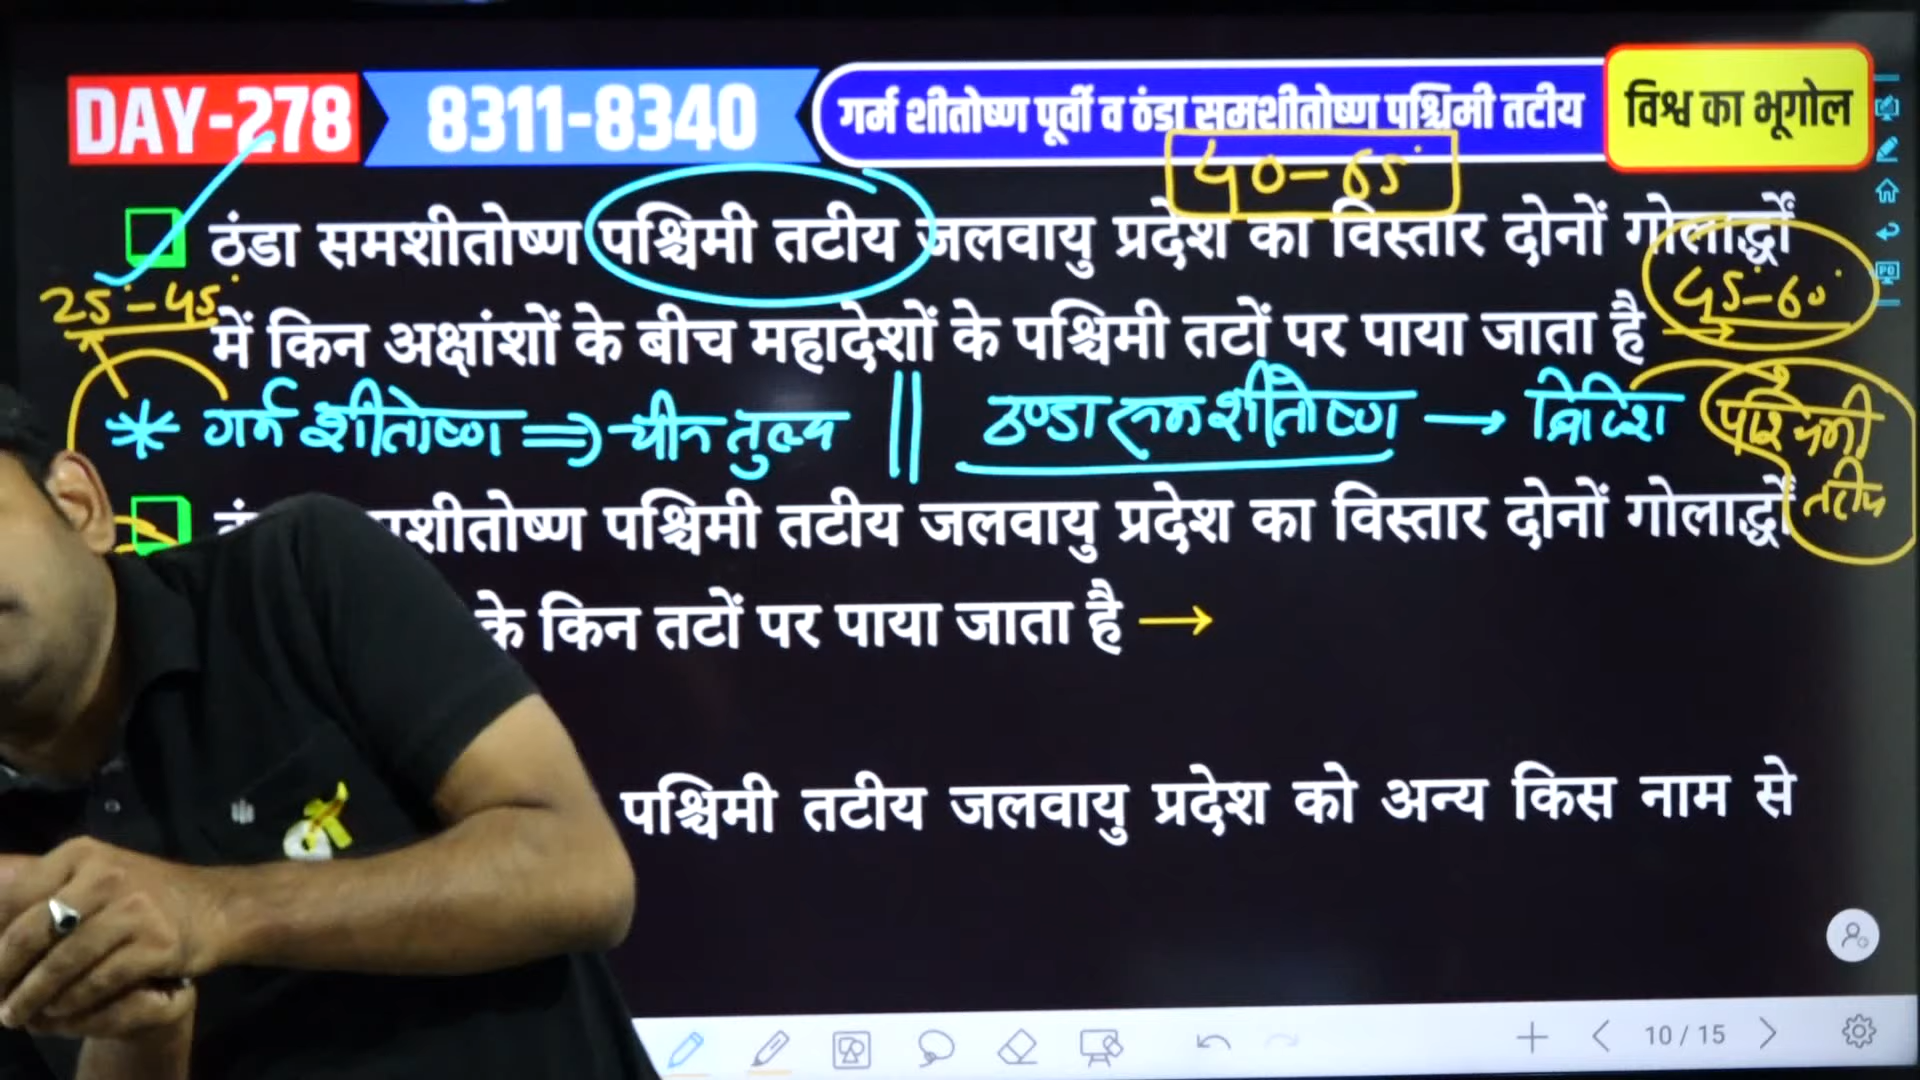 DAY-278 8311-8340 गर्म शीतोष्ण पूर्वी व ठंडा समशीतोष्ण पश्चिमी तटीय विश्व का भूगोल
40-65°
ठंडा समशीतोष्ण पश्चिमी तटीय जलवायु प्रदेश का विस्तार दोनों गोलार्द्धों
25°-45° में किन अक्षांशों के बीच महादेशों के पश्चिमी तटों पर पाया जाता है → 45°-60°
* गर्म शीतोष्ण ⇒ चीन तुल्य || ठण्डा समशीतोष्ण → ब्रिटिश पश्चिमी
तटीय
शीतोष्ण पश्चिमी तटीय जलवायु प्रदेश का विस्तार दोनों गोलार्द्धों
के किन तटों पर पाया जाता है →
पश्चिमी तटीय जलवायु प्रदेश को अन्य किस नाम से
10 / 15